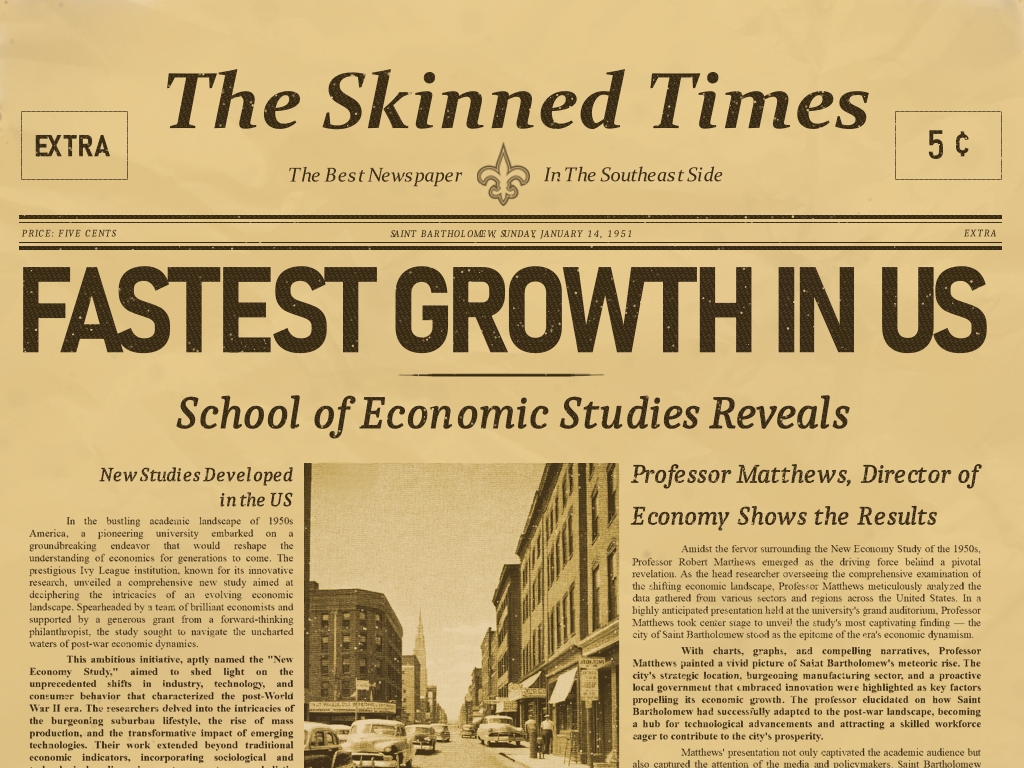 The Skinned Times
EXTRA
5 ¢
The Best Newspaper
In The Southeast Side
PRICE: FIVE CENTS
SAINT BARTHOLOMEW, SUNDAY, JANUARY 14, 1951
EXTRA
FASTEST GROWTH IN US
School of Economic Studies Reveals
New Studies Developed
in the US
In the bustling academic landscape of 1950s
America, a pioneering university embarked on a
groundbreaking endeavor that would reshape the
understanding of economics for generations to come. The
prestigious Ivy League institution, known for its innovative
research, unveiled a comprehensive new study aimed at
deciphering the intricacies of an evolving economic
landscape. Spearheaded by a team of brilliant economists and
supported by a generous grant from a forward-thinking
philanthropist, the study sought to navigate the uncharted
waters of post-war economic dynamics.
This ambitious initiative, aptly named the "New
Economy Study," aimed to shed light on the
unprecedented shifts in industry, technology, and
consumer behavior that characterized the post-World
War II era. The researchers delved into the intricacies of
the burgeoning suburban lifestyle, the rise of mass
production, and the transformative impact of emerging
technologies. Their work extended beyond traditional
economic indicators, incorporating sociological and
Professor Matthews, Director of
Economy Shows the Results
Amidst the fervor surrounding the New Economy Study of the 1950s,
Professor Robert Matthews emerged as the driving force behind a pivotal
revelation. As the head researcher overseeing the comprehensive examination of
the shifting economic landscape, Professor Matthews meticulously analyzed the
data gathered from various sectors and regions across the United States. In a
highly anticipated presentation held at the university's grand auditorium, Professor
Matthews took center stage to unveil the study's most captivating finding — the
city of Saint Bartholomew stood as the epitome of the era's economic dynamism.
With charts, graphs, and compelling narratives, Professor
Matthews painted a vivid picture of Saint Bartholomew's meteoric rise. The
city's strategic location, burgeoning manufacturing sector, and a proactive
local government that embraced innovation were highlighted as key factors
propelling its economic growth. The professor elucidated on how Saint
Bartholomew had successfully adapted to the post-war landscape, becoming
a hub for technological advancements and attracting a skilled workforce
eager to contribute to the city's prosperity.
Matthews' presentation not only captivated the academic audience but
also captured the attention of the media and policymakers. Saint Bartholomew